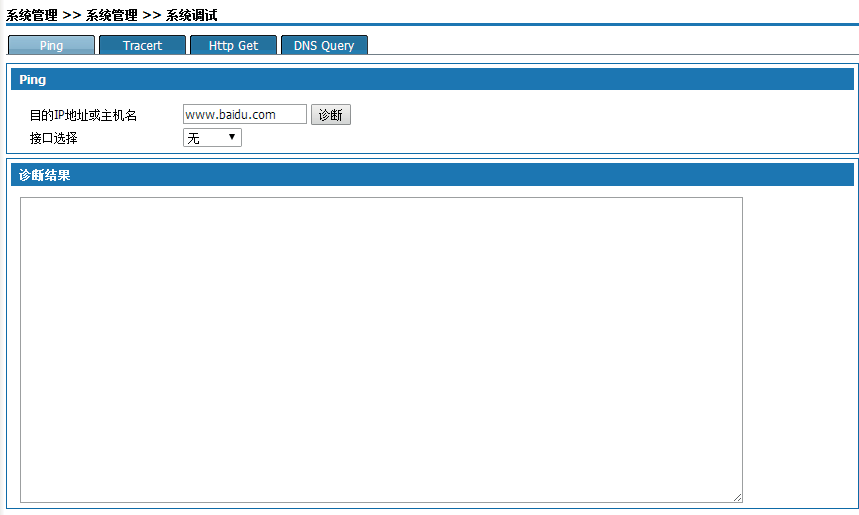 系统管理 >> 系统管理 >> 系统调试
Ping Tracert Http Get DNS Query
Ping
目的IP地址或主机名 www.baidu.com 诊断
接口选择 无
诊断结果